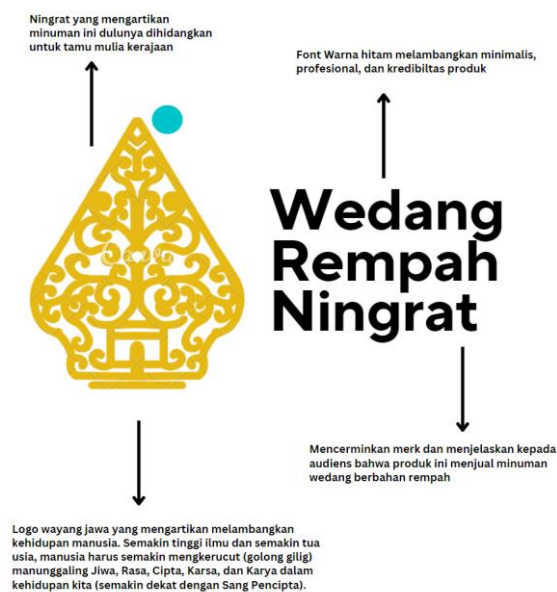 Ningrat yang mengartikan
minuman ini dulunya dihidangkan
untuk tamu mulia kerajaan
Font Warna hitam melambangkan minimalis,
profesional, dan kredibiltas produk
Canva
Wedang
Rempah
Ningrat
Mencerminkan merk dan menjelaskan kepada
audiens bahwa produk ini menjual minuman
wedang berbahan rempah
Logo wayang jawa yang mengartikan melambangkan
kehidupan manusia. Semakin tinggi ilmu dan semakin tua
usia, manusia harus semakin mengkerucut (golong gilig)
manunggaling Jiwa, Rasa, Cipta, Karsa, dan Karya dalam
kehidupan kita (semakin dekat dengan Sang Pencipta).